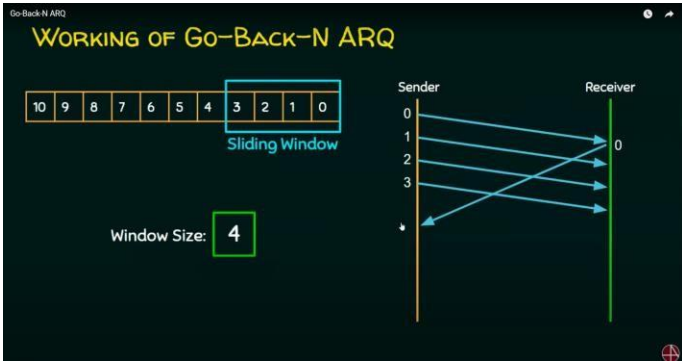 Go-Back-N ARQ
WORKING OF GO-BACK-N ARQ
10 9 8 7 6 5 4 3 2 1 0
Sliding Window
Window Size: 4
Sender Receiver
0
1
2
3
0